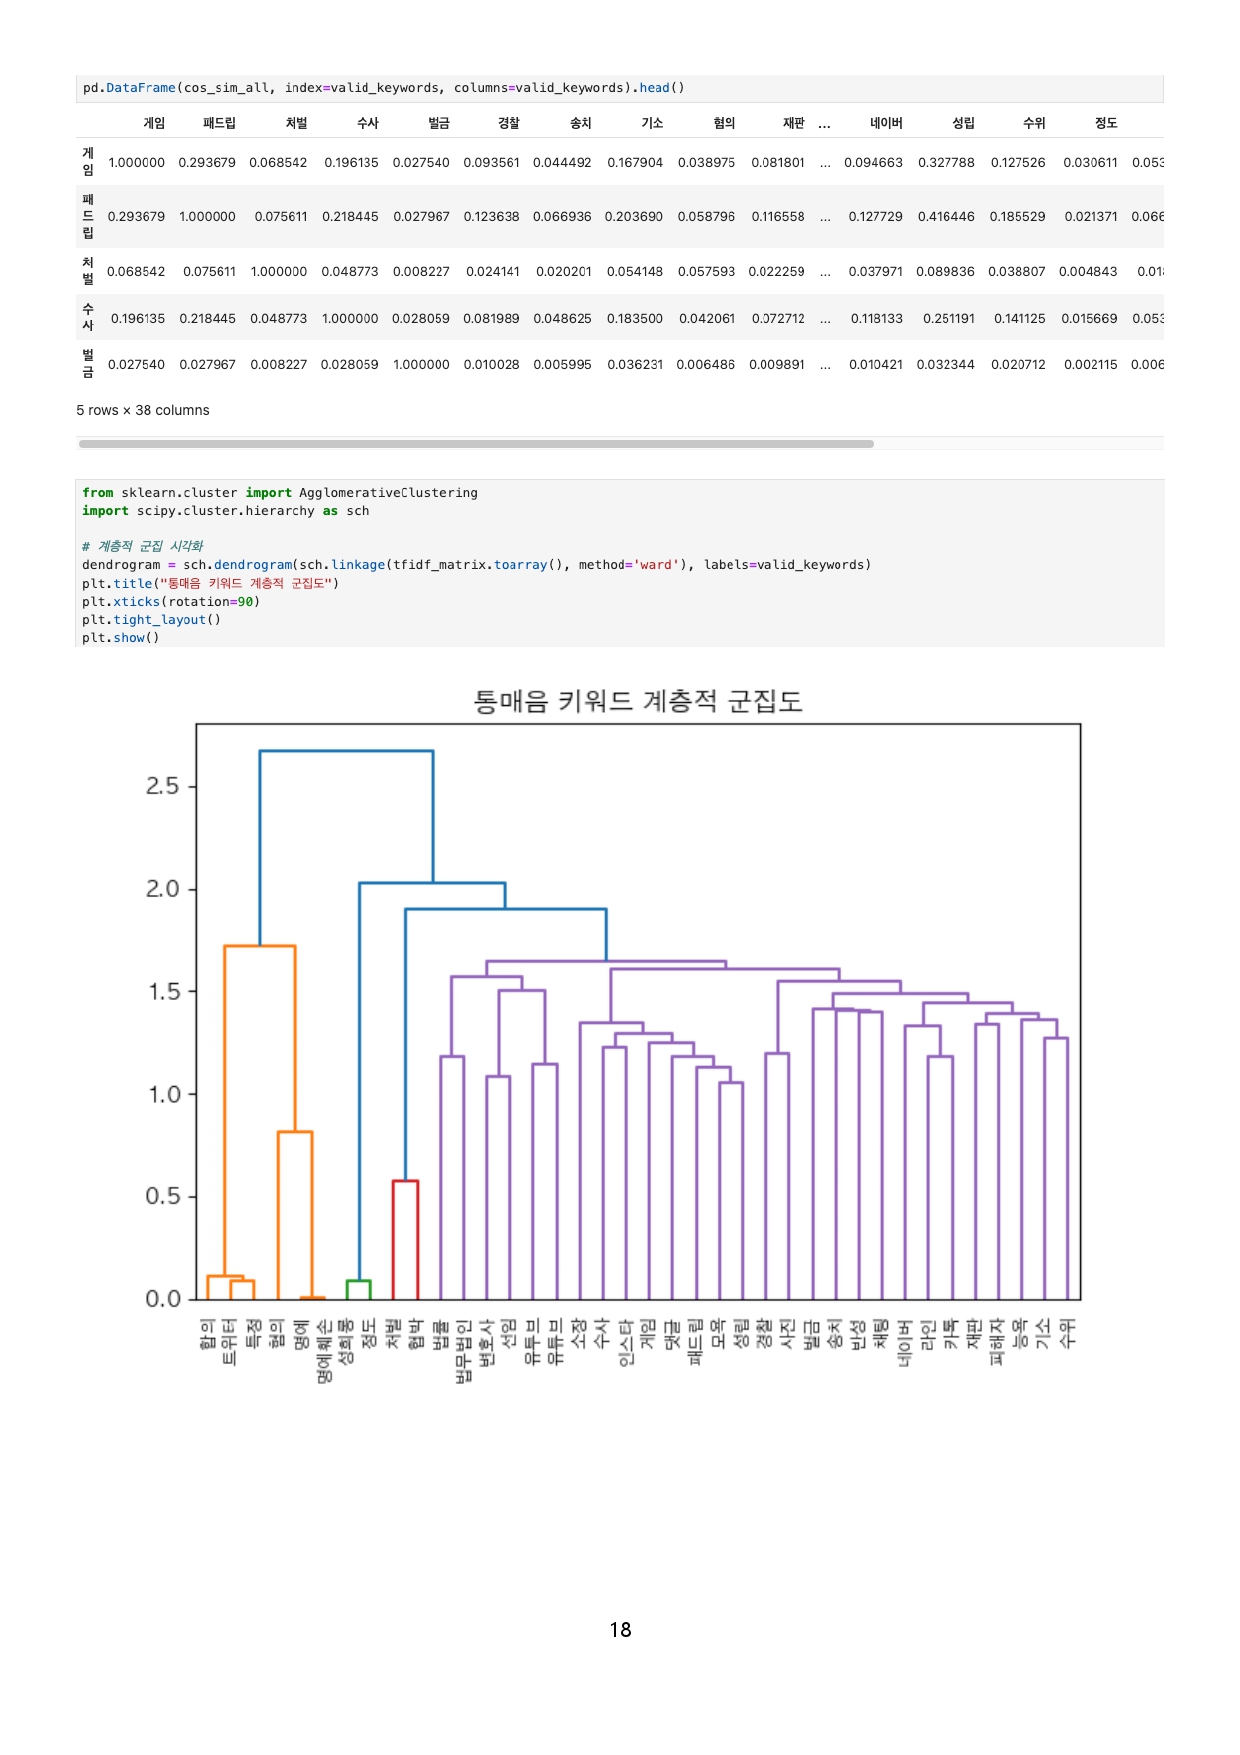 pd.DataFrame(cos_sim_all, index=valid_keywords, columns=valid_keywords).head()
게임 패드립 처벌 수사 벌금 경찰 송치 기소 혐의 재판 ... 네이버 성립 수위 정도
게임 1.000000 0.293679 0.068542 0.196135 0.027540 0.093561 0.044492 0.167904 0.038975 0.081801 ... 0.094663 0.327788 0.127526 0.030611 0.053
패드립 0.293679 1.000000 0.075611 0.218445 0.027967 0.123638 0.066936 0.203690 0.058796 0.116558 ... 0.127729 0.416446 0.185529 0.021371 0.066
처벌 0.068542 0.075611 1.000000 0.048773 0.008227 0.024141 0.020201 0.054148 0.057593 0.022259 ... 0.037971 0.089836 0.038807 0.004843 0.018
수사 0.196135 0.218445 0.048773 1.000000 0.028059 0.081989 0.048625 0.183500 0.042061 0.072712 ... 0.118133 0.251191 0.141125 0.015669 0.053
벌금 0.027540 0.027967 0.008227 0.028059 1.000000 0.010028 0.005995 0.036231 0.006486 0.009891 ... 0.010421 0.032344 0.020712 0.002115 0.006
5 rows × 38 columns
from sklearn.cluster import AgglomerativeClustering
import scipy.cluster.hierarchy as sch
# 계층적 군집 시각화
dendrogram = sch.dendrogram(sch.linkage(tfidf_matrix.toarray(), method='ward'), labels=valid_keywords)
plt.title("통매음 키워드 계층적 군집도")
plt.xticks(rotation=90)
plt.tight_layout()
plt.show()
통매음 키워드 계층적 군집도
2.5
2.0
1.5
1.0
0.5
0.0
합의 트위터 특정 혐의 명예 명예훼손 성희롱 정도 처벌 협박 법률 법무법인 변호사 선임 유투브 유튜브 소장 수사 인스타 게임 댓글 패드립 모욕 성립 경찰 사진 벌금 송치 반성 채팅 네이버 라인 카톡 재판 피해자 능욕 기소 수위
18